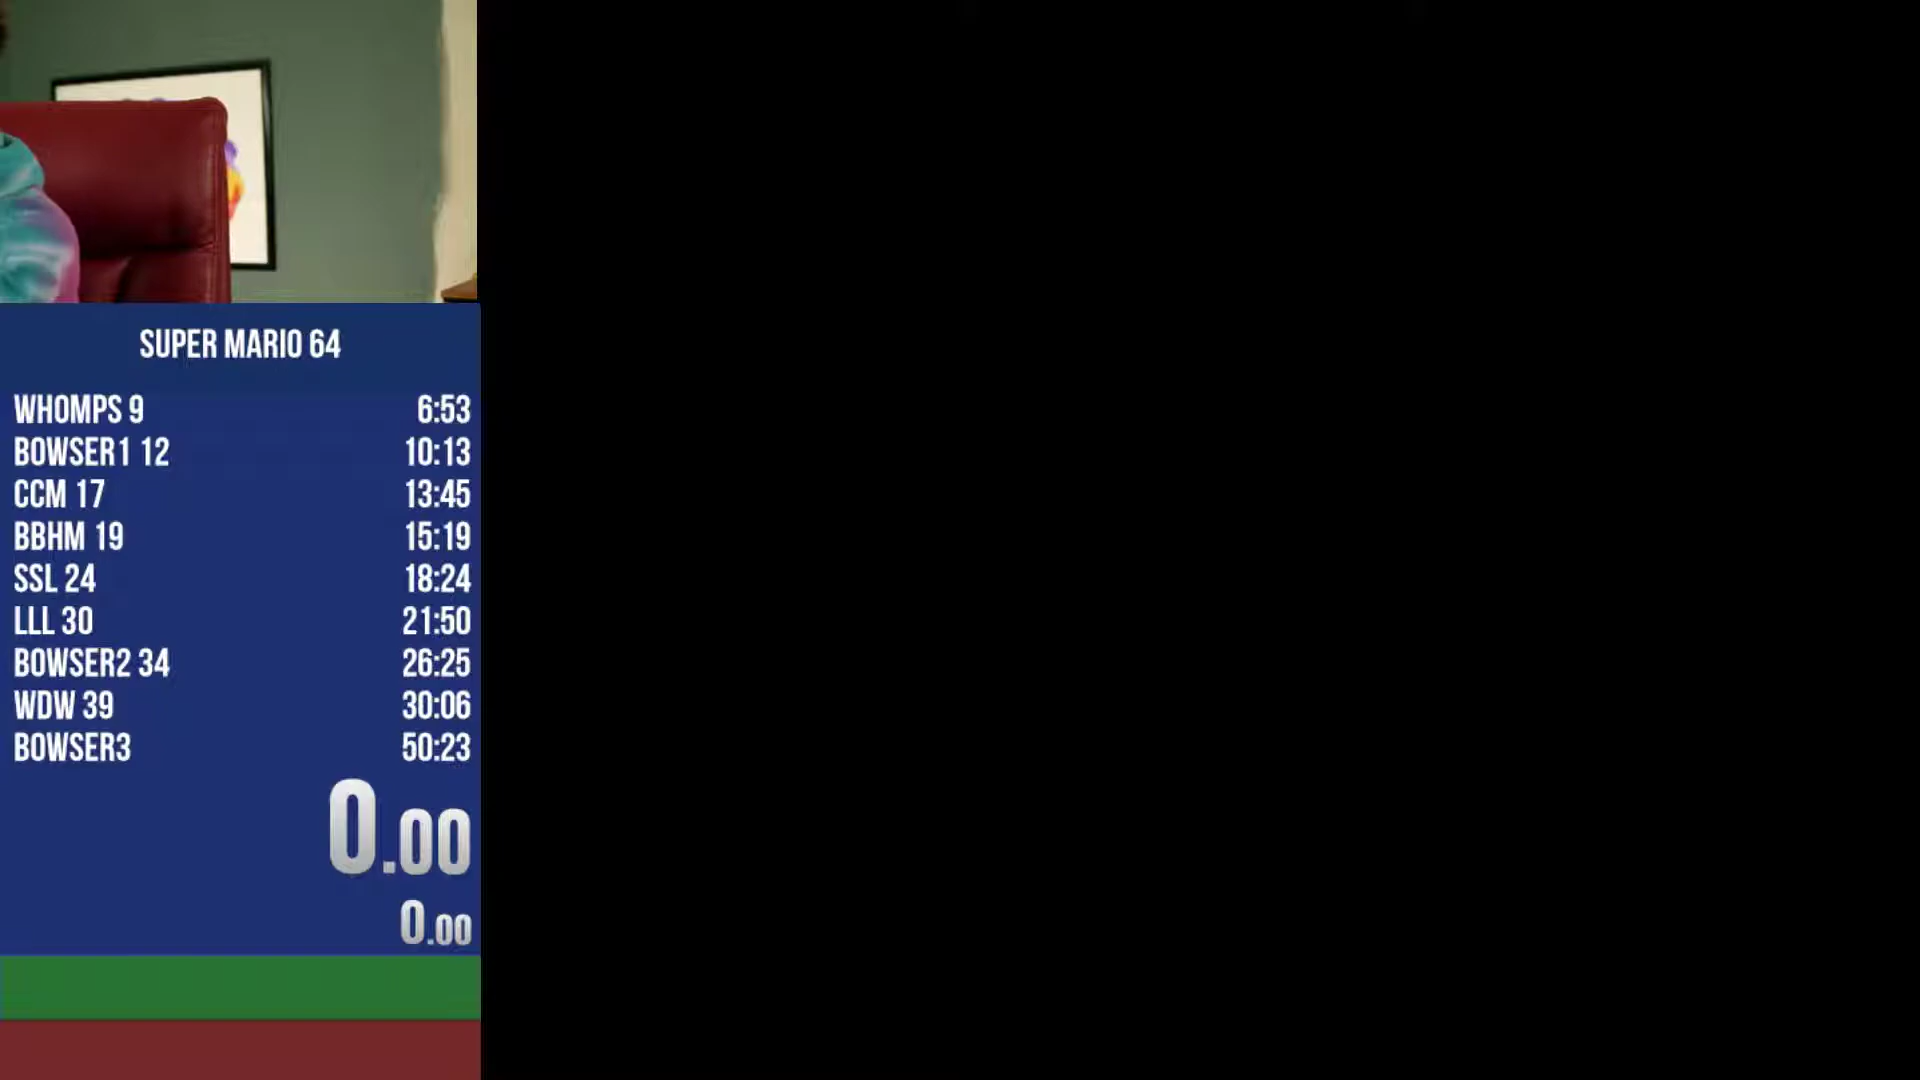 SUPER MARIO 64
WHOMPS 9 6:53
BOWSER1 12 10:13
CCM 17 13:45
BBHM 19 15:19
SSL 24 18:24
LLL 30 21:50
BOWSER2 34 26:25
WDW 39 30:06
BOWSER3 50:23
0.00
0.00